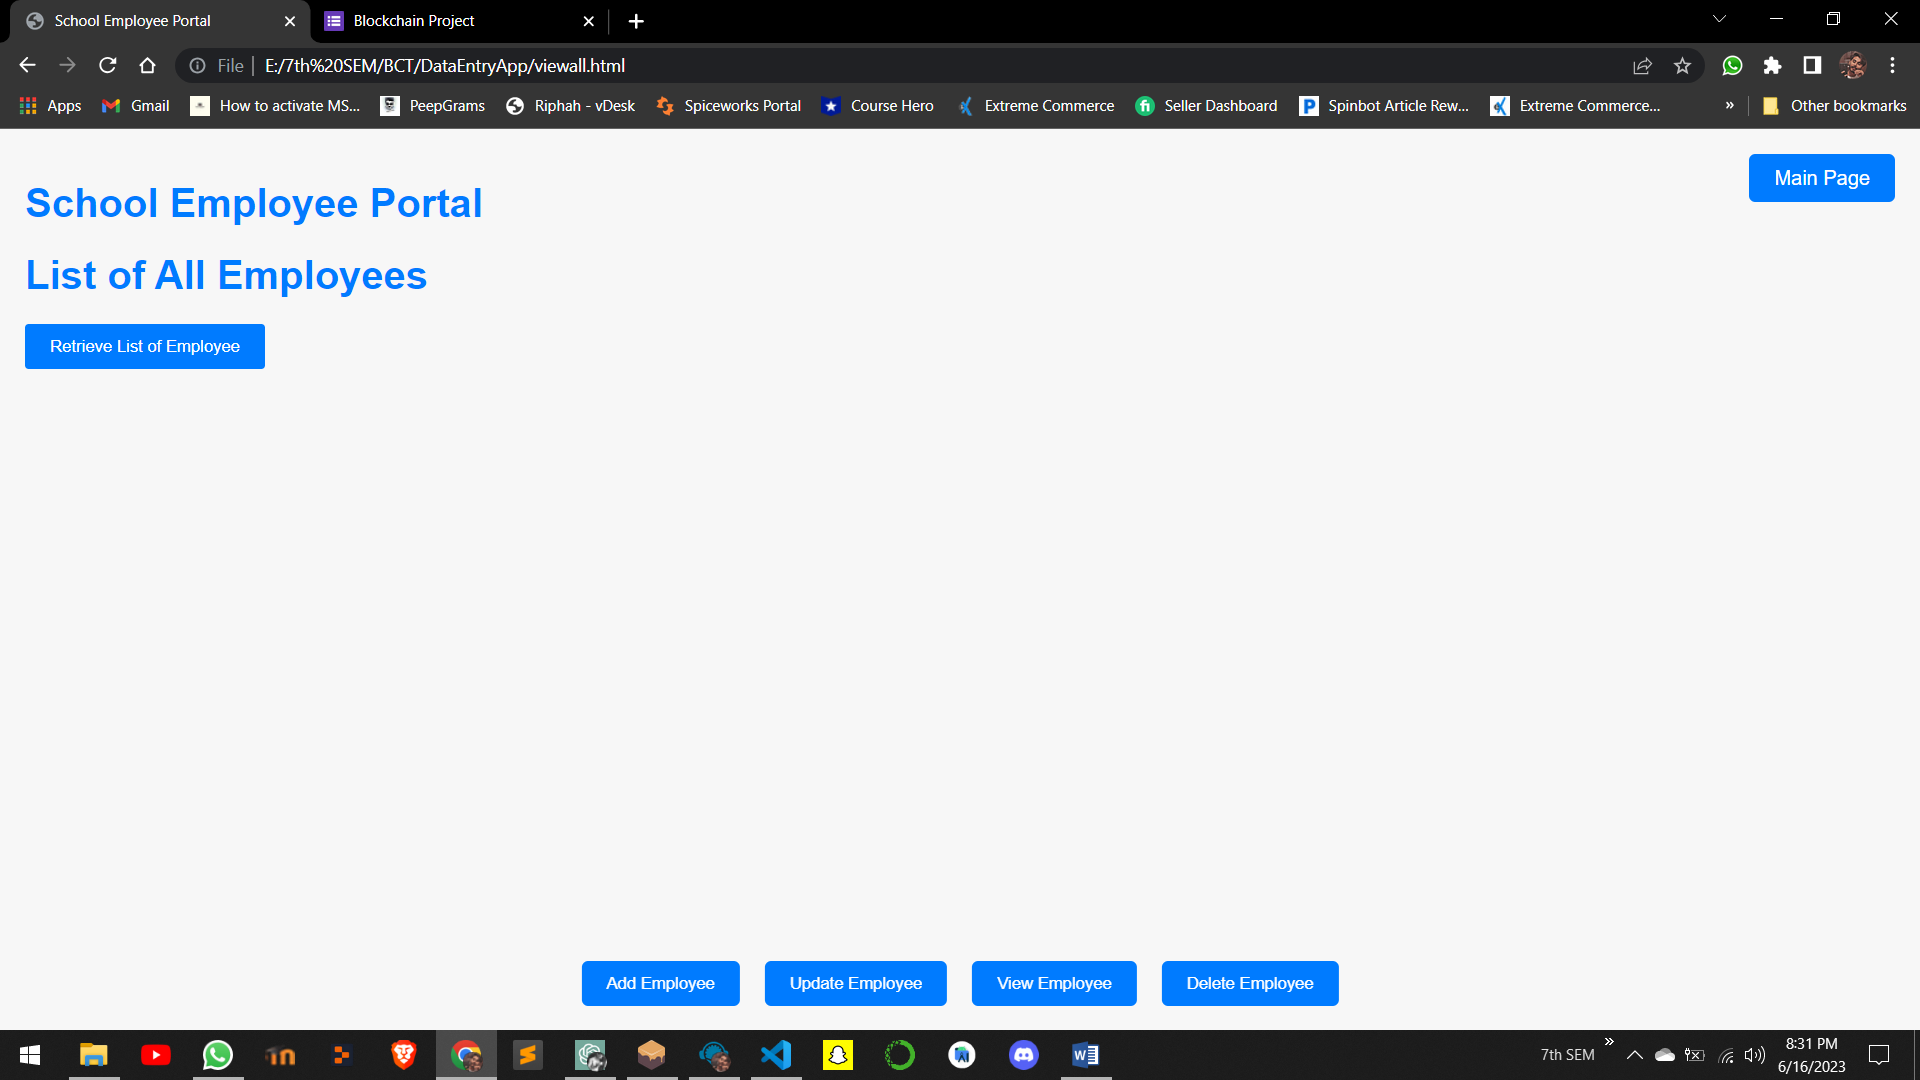 School Employee Portal
Blockchain Project
File
E:/7th%20SEM/BCT/DataEntryApp/viewall.html
Apps
Gmail
How to activate MS...
PeepGrams
Riphah - vDesk
Spiceworks Portal
Course Hero
Extreme Commerce
Seller Dashboard
Spinbot Article Rew...
Extreme Commerce...
»
Other bookmarks
Main Page
School Employee Portal
List of All Employees
Retrieve List of Employee
Add Employee
Update Employee
View Employee
Delete Employee
7th SEM
8:31 PM
6/16/2023